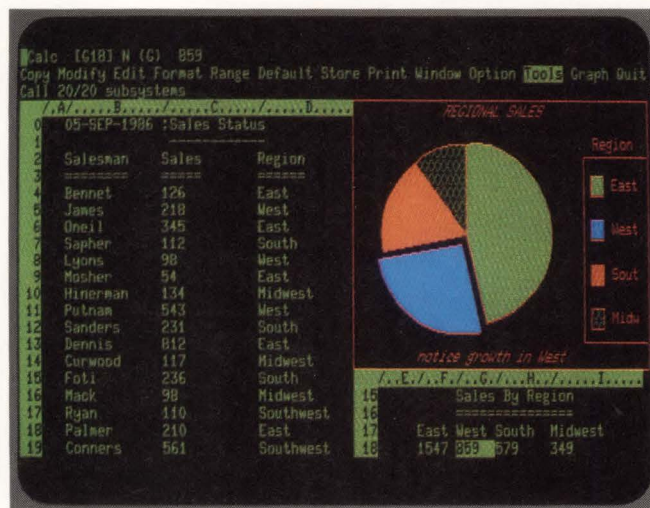 Calc [G18] N (G) 859
Copy Modify Edit Format Range Default Store Print Window Option Tools Graph Quit
Call 20/20 subsystems
/.A/.....B...../.....C...../.....D.....
0 05-SEP-1986 :Sales Status
1 ------------
2 Salesman Sales Region
3 ======== ===== ======
4 Bennet 126 East
5 James 218 West
6 Oneil 345 East
7 Sapher 112 South
8 Lyons 98 West
9 Mosher 54 East
10 Hinerman 134 Midwest
11 Putnam 543 West
12 Sanders 231 South
13 Dennis 812 East
14 Curwood 117 Midwest
15 Foti 236 South
16 Mack 98 Midwest
17 Ryan 110 Southwest
18 Palmer 210 East
19 Conners 561 Southwest
REGIONAL SALES
Region
East
West
Sout
Midw
notice growth in West
/..E./..F./..G./...H../.....I.....
15 Sales By Region
16 ===============
17 East West South Midwest
18 1547 859 579 349